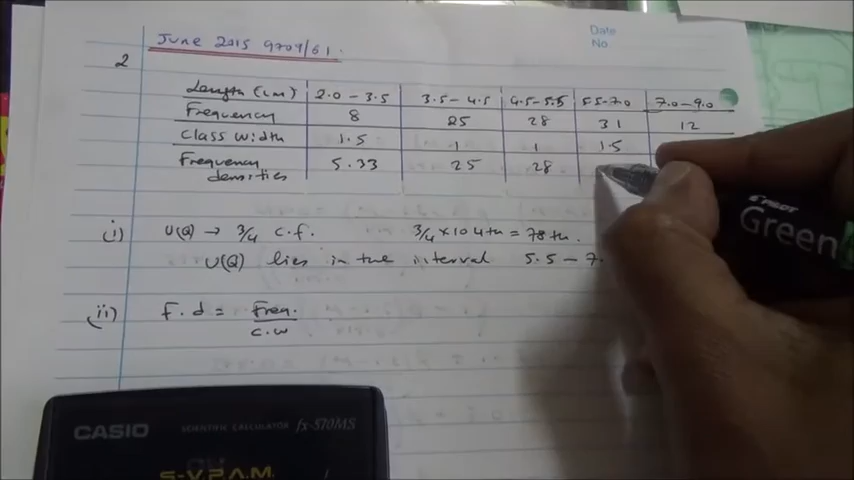 Date
No.
June 2015 9709/61.
2
Length (cm) 2.0 - 3.5 3.5 - 4.5 4.5 - 5.5 5.5 - 7.0 7.0 - 9.0
Frequency 8 25 28 31 12
Class width 1.5 1 1 1.5
Frequency densities 5.33 25 28
(i) U(Q) → 3/4 c.f. 3/4 × 104th = 78th.
U(Q) lies in the interval 5.5 - 7.
(ii) F.d = Freq. / c.w
PILOT
Green
CASIO SCIENTIFIC CALCULATOR fx-570MS
S-V.P.A.M.